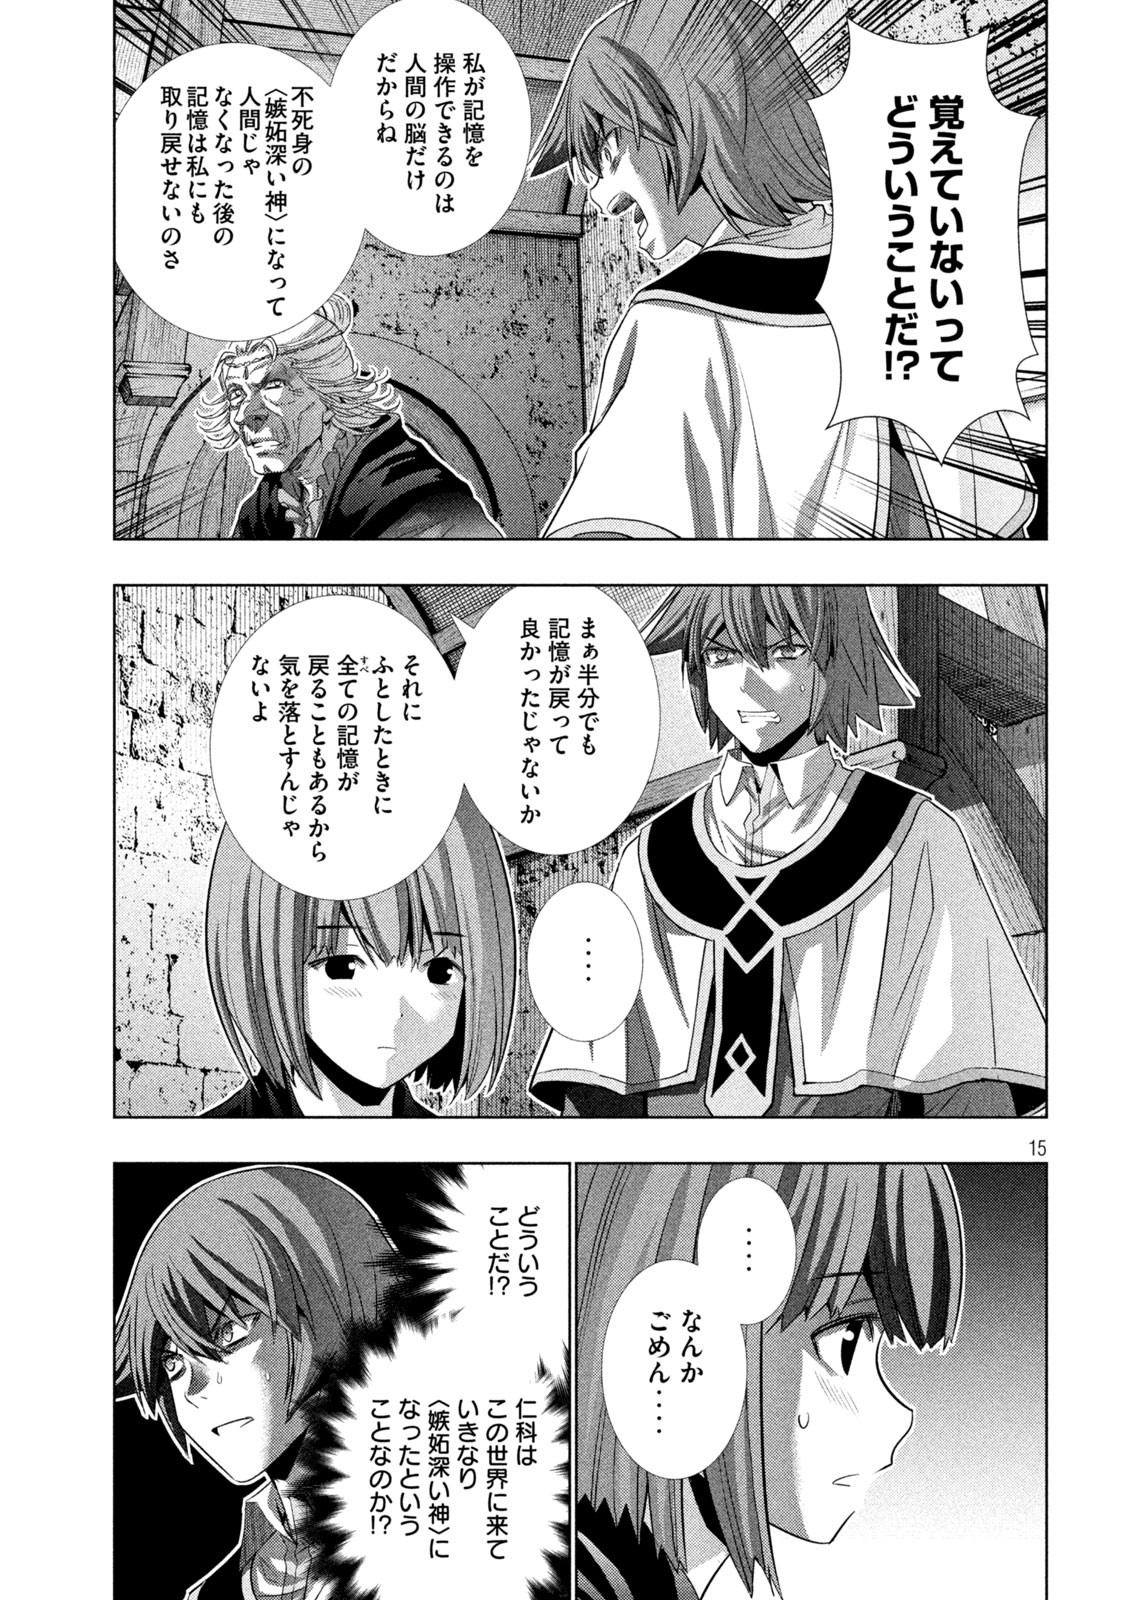 覚えていないって
どういうことだ!?
私が記憶を
操作できるのは
人間の脳だけ
だからね
不死身の
〈嫉妬深い神〉になって
人間じゃ
なくなった後の
記憶は私にも
取り戻せないのさ
まぁ半分でも
記憶が戻って
良かったじゃないか
‥‥
それに
ふとしたときに
全ての記憶が
すべ
戻ることもあるから
気を落とすんじゃ
ないよ
15
‥‥
なんか
ごめん‥‥
どういう
ことだ!?
仁科は
この世界に来て
いきなり
〈嫉妬深い神〉に
なったという
ことなのか!?